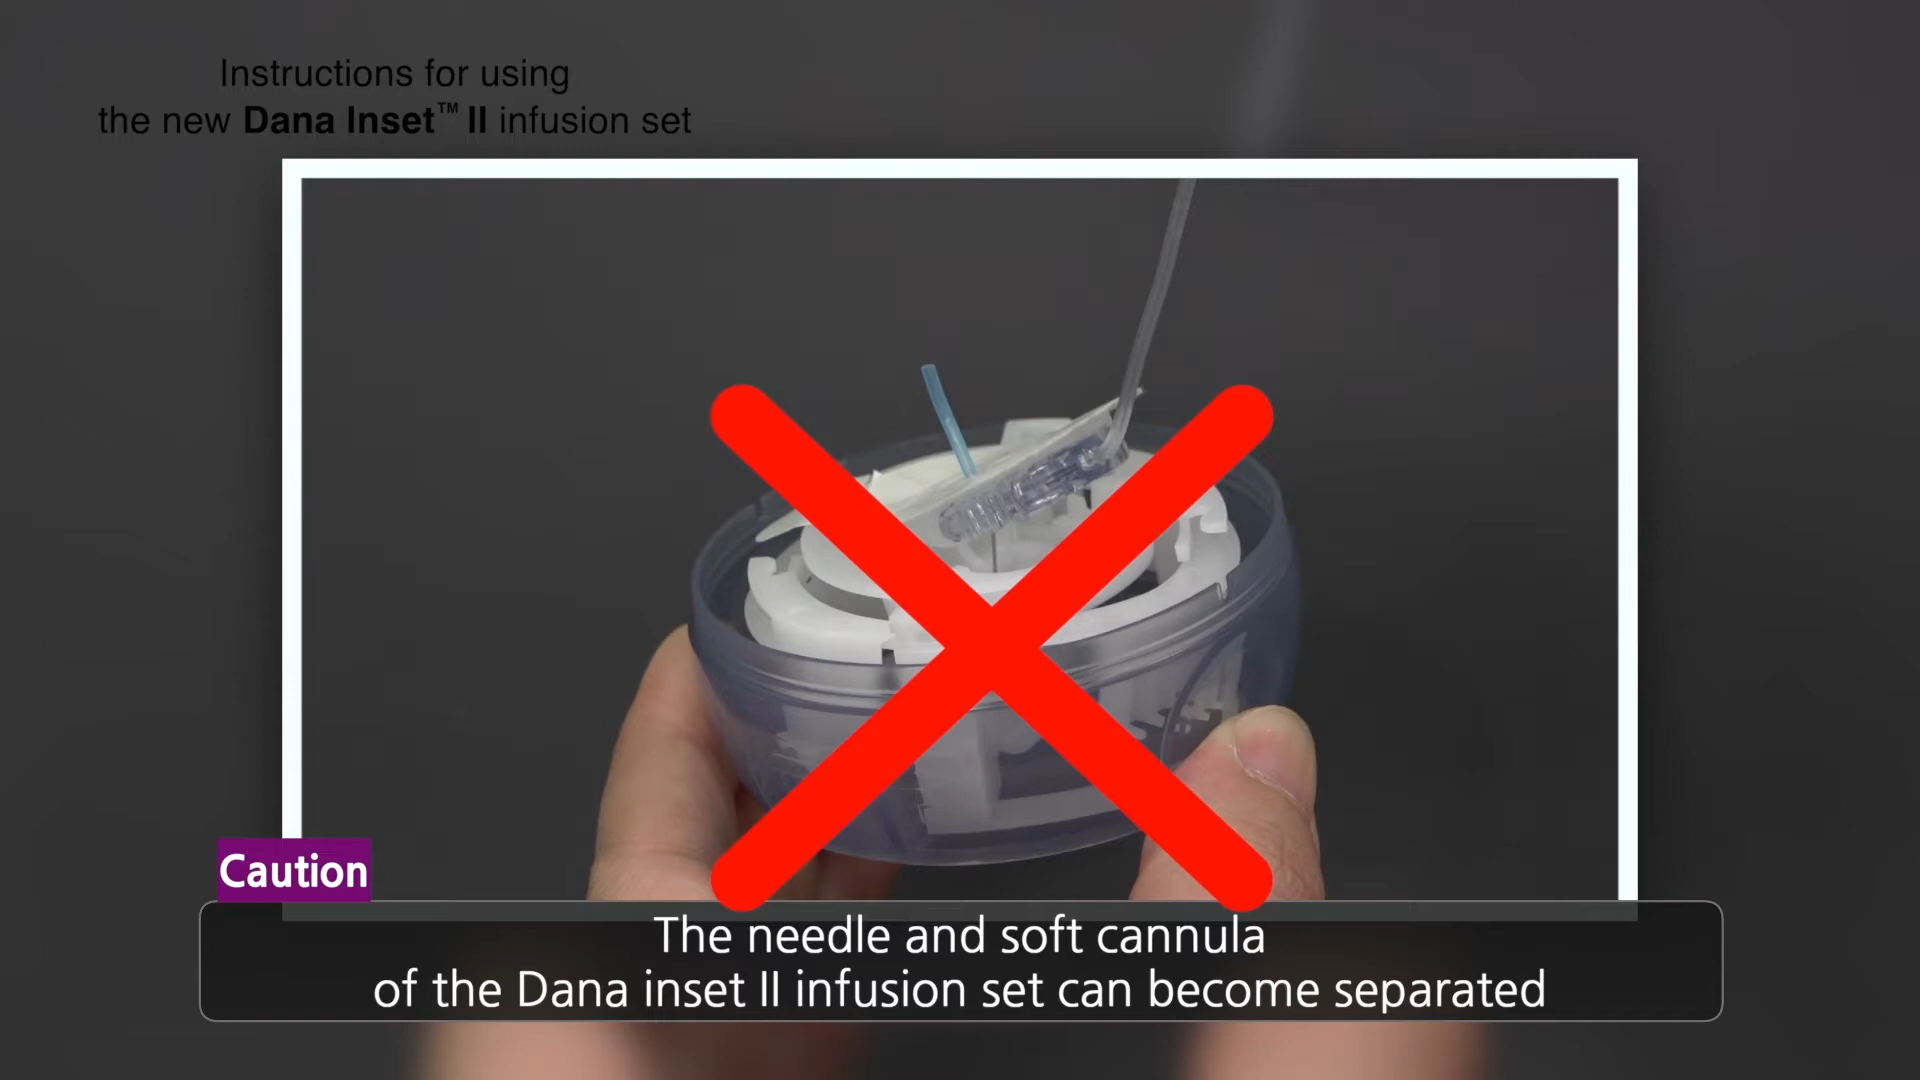 Instructions for using
the new Dana Inset™ II infusion set
Caution
The needle and soft cannula
of the Dana inset II infusion set can become separated